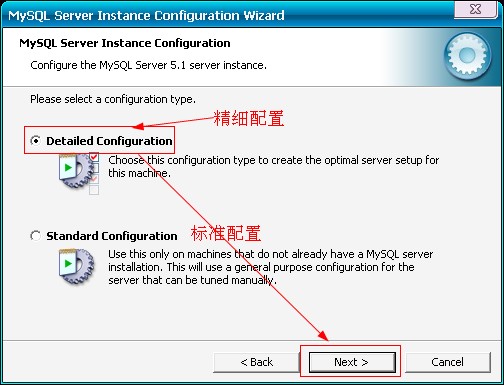 MySQL Server Instance Configuration Wizard
MySQL Server Instance Configuration
Configure the MySQL Server 5.1 server instance.
Please select a configuration type.
精细配置
Detailed Configuration
Choose this configuration type to create the optimal server setup for
this machine.
标准配置
Standard Configuration
Use this only on machines that do not already have a MySQL server
installation. This will use a general purpose configuration for the
server that can be tuned manually.
< Back
Next >
Cancel